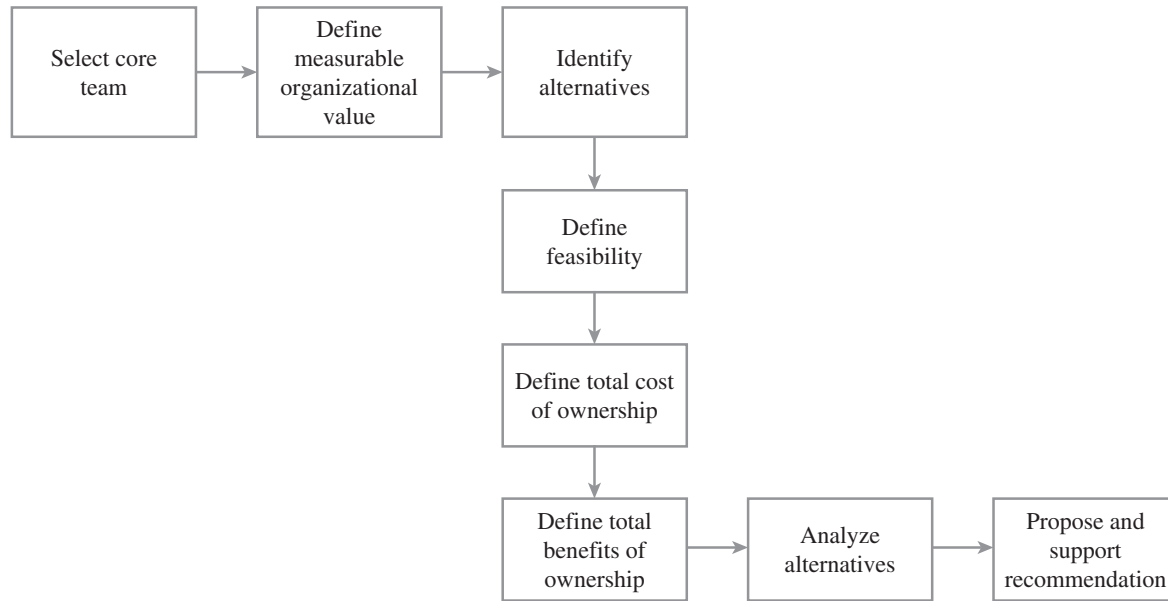 Select core
team
Define
measurable
organizational
value
Identify
alternatives
Define
feasibility
Define total cost
of ownership
Define total
benefits of
ownership
Analyze
alternatives
Propose and
support
recommendation